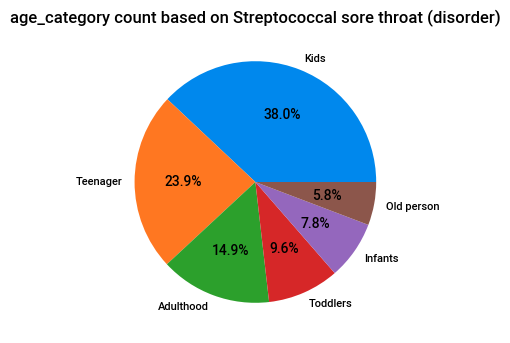 age_category count based on Streptococcal sore throat (disorder)
Kids
38.0%
Teenager
23.9%
5.8%
Old person
7.8%
14.9%
9.6%
Infants
Adulthood
Toddlers